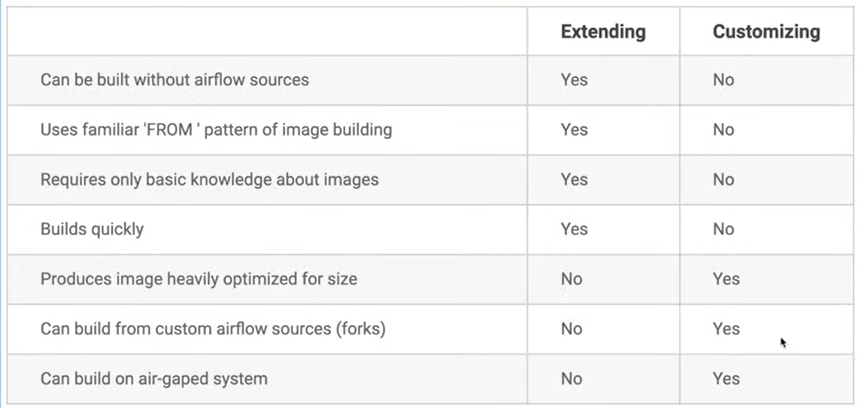 Extending Customizing
Can be built without airflow sources Yes No
Uses familiar 'FROM ' pattern of image building Yes No
Requires only basic knowledge about images Yes No
Builds quickly Yes No
Produces image heavily optimized for size No Yes
Can build from custom airflow sources (forks) No Yes
Can build on air-gaped system No Yes